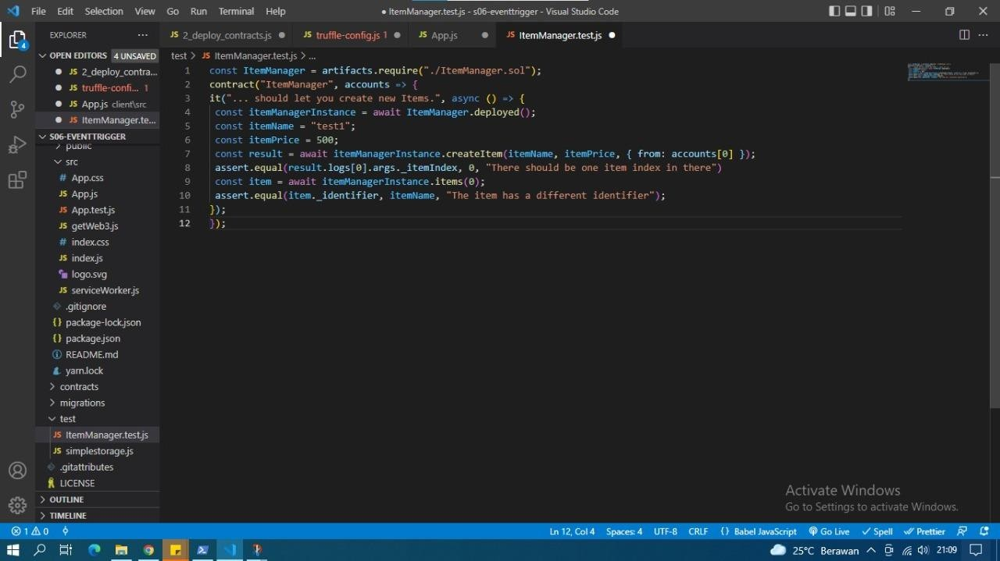 File Edit Selection View Go Run Terminal Help
● ItemManager.test.js - s06-eventtrigger - Visual Studio Code
EXPLORER
JS 2_deploy_contracts.js ●
JS truffle-config.js 1 ●
JS App.js ●
JS ItemManager.test.js ●
OPEN EDITORS 4 UNSAVED
● JS 2_deploy_contra...
● JS truffle-confi... 1
● JS App.js client\src
● JS ItemManager.te...
4
S06-EVENTTRIGGER
public
src
# App.css
JS App.js
JS App.test.js
JS getWeb3.js
# index.css
JS index.js
logo.svg
JS serviceWorker.js
.gitignore
{} package-lock.json
{} package.json
README.md
yarn.lock
contracts
migrations
test
JS ItemManager.test.js
JS simplestorage.js
.gitattributes
LICENSE
OUTLINE
TIMELINE
test > JS ItemManager.test.js > ...
1 const ItemManager = artifacts.require("./ItemManager.sol");
2 contract("ItemManager", accounts => {
3 it("... should let you create new Items.", async () => {
4 const itemManagerInstance = await ItemManager.deployed();
5 const itemName = "test1";
6 const itemPrice = 500;
7 const result = await itemManagerInstance.createItem(itemName, itemPrice, { from: accounts[0] });
8 assert.equal(result.logs[0].args._itemIndex, 0, "There should be one item index in there")
9 const item = await itemManagerInstance.items(0);
10 assert.equal(item._identifier, itemName, "The item has a different identifier");
11 });
12 });
Activate Windows
Go to Settings to activate Windows.
1 0
Ln 12, Col 4 Spaces: 4 UTF-8 CRLF {} Babel JavaScript Go Live Spell Prettier
25°C Berawan 21:09